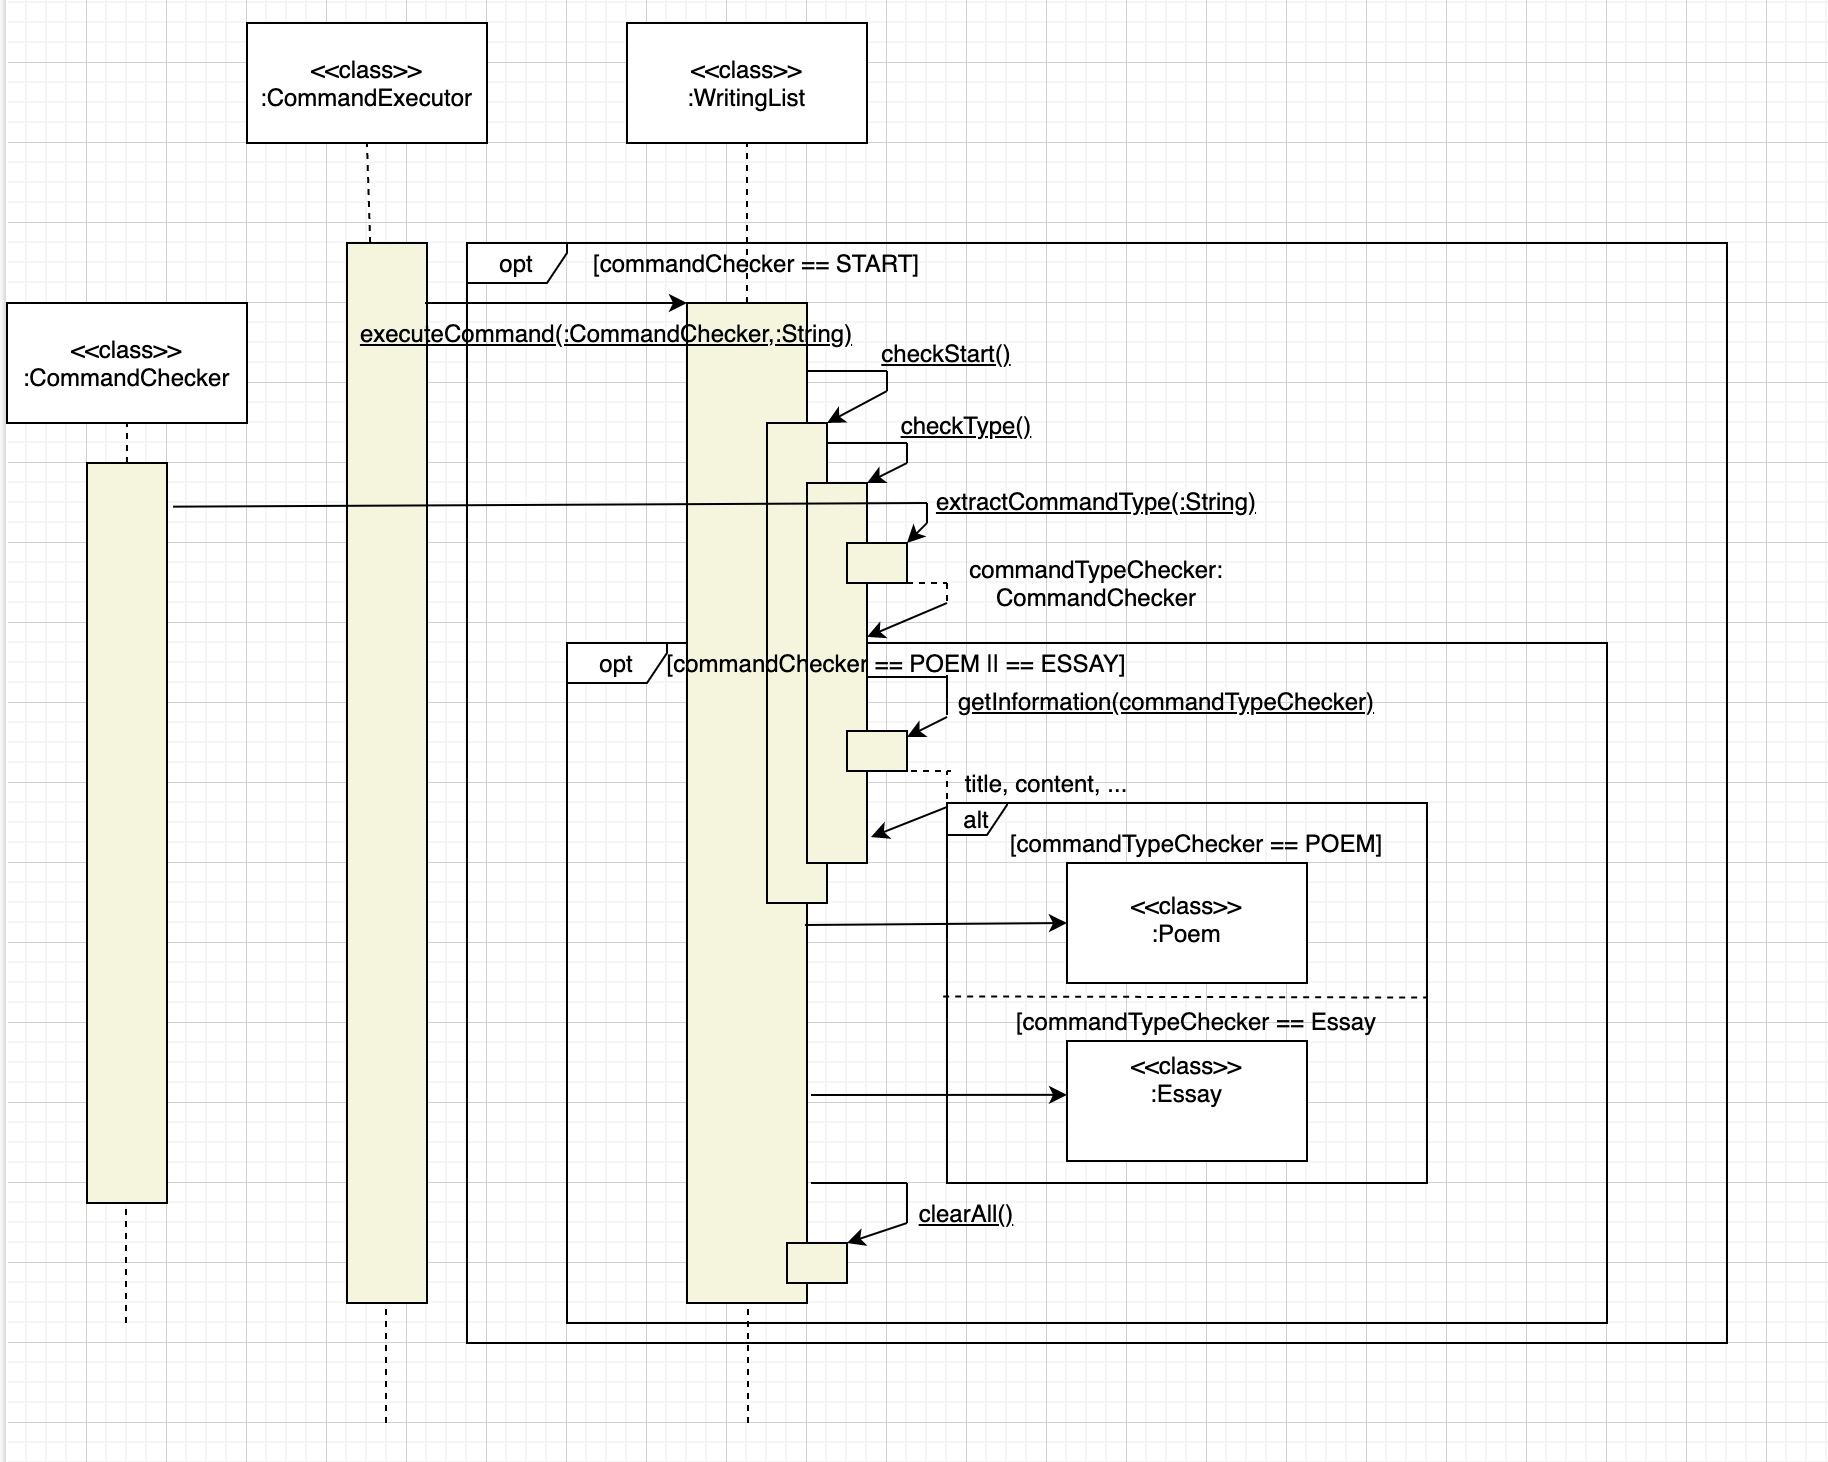 <<class>>
:CommandExecutor
<<class>>
:WritingList
opt
[commandChecker == START]
executeCommand(:CommandChecker,:String)
<<class>>
:CommandChecker
checkStart()
checkType()
extractCommandType(:String)
commandTypeChecker:
CommandChecker
opt
[commandChecker == POEM || == ESSAY]
getInformation(commandTypeChecker)
title, content, ...
alt
[commandTypeChecker == POEM]
<<class>>
:Poem
[commandTypeChecker == Essay
<<class>>
:Essay
clearAll()